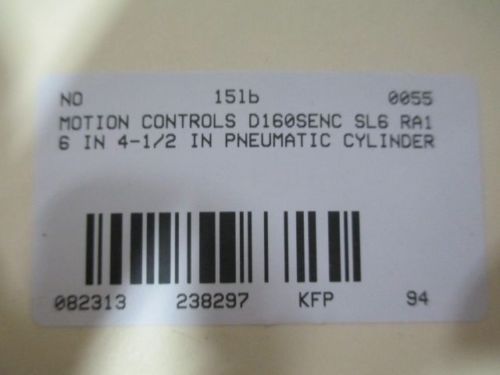 NO 15lb 0055
MOTION CONTROLS D160SENC SL6 RA1
6 IN 4-1/2 IN PNEUMATIC CYLINDER
082313 238297 KFP 94